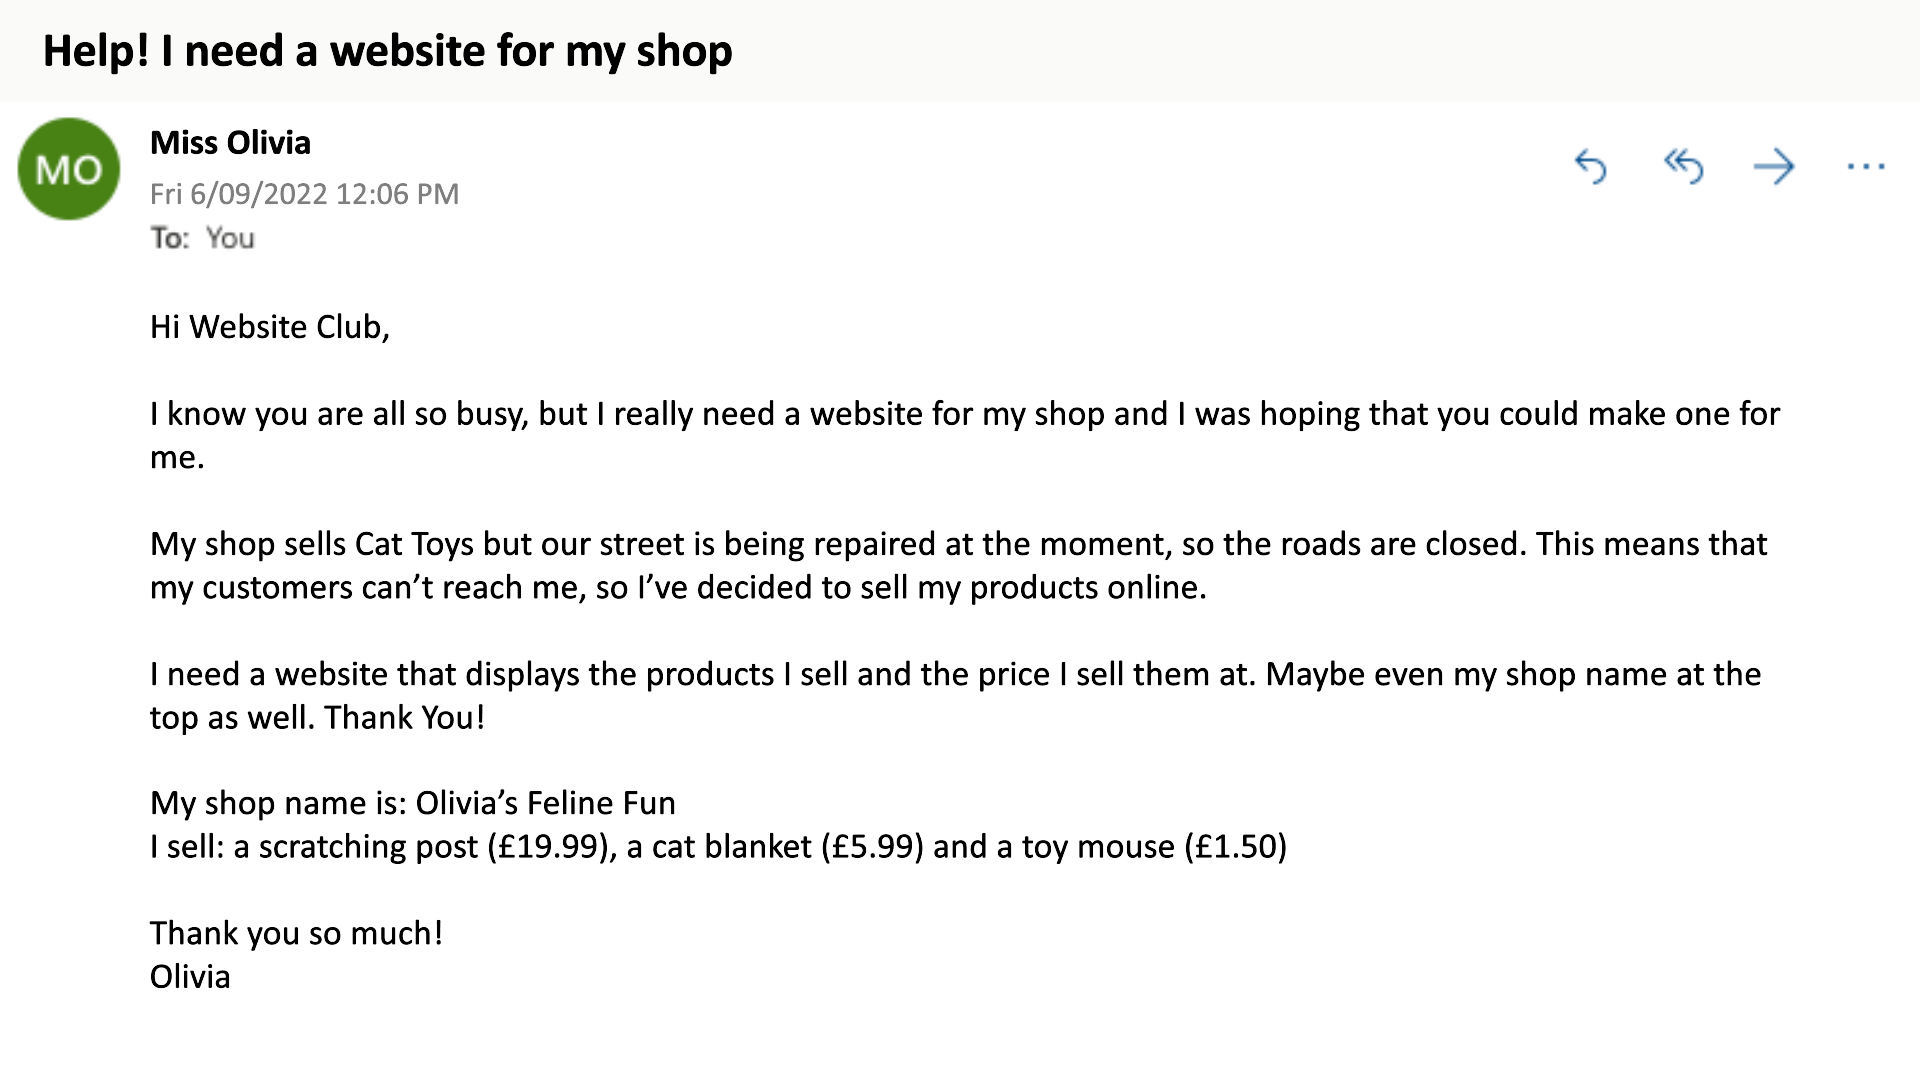 Help! I need a website for my shop
MO
Miss Olivia
Fri 6/09/2022 12:06 PM
To: You
Hi Website Club,
I know you are all so busy, but I really need a website for my shop and I was hoping that you could make one for
me.
My shop sells Cat Toys but our street is being repaired at the moment, so the roads are closed. This means that
my customers can’t reach me, so I’ve decided to sell my products online.
I need a website that displays the products I sell and the price I sell them at. Maybe even my shop name at the
top as well. Thank You!
My shop name is: Olivia’s Feline Fun
I sell: a scratching post (£19.99), a cat blanket (£5.99) and a toy mouse (£1.50)
Thank you so much!
Olivia